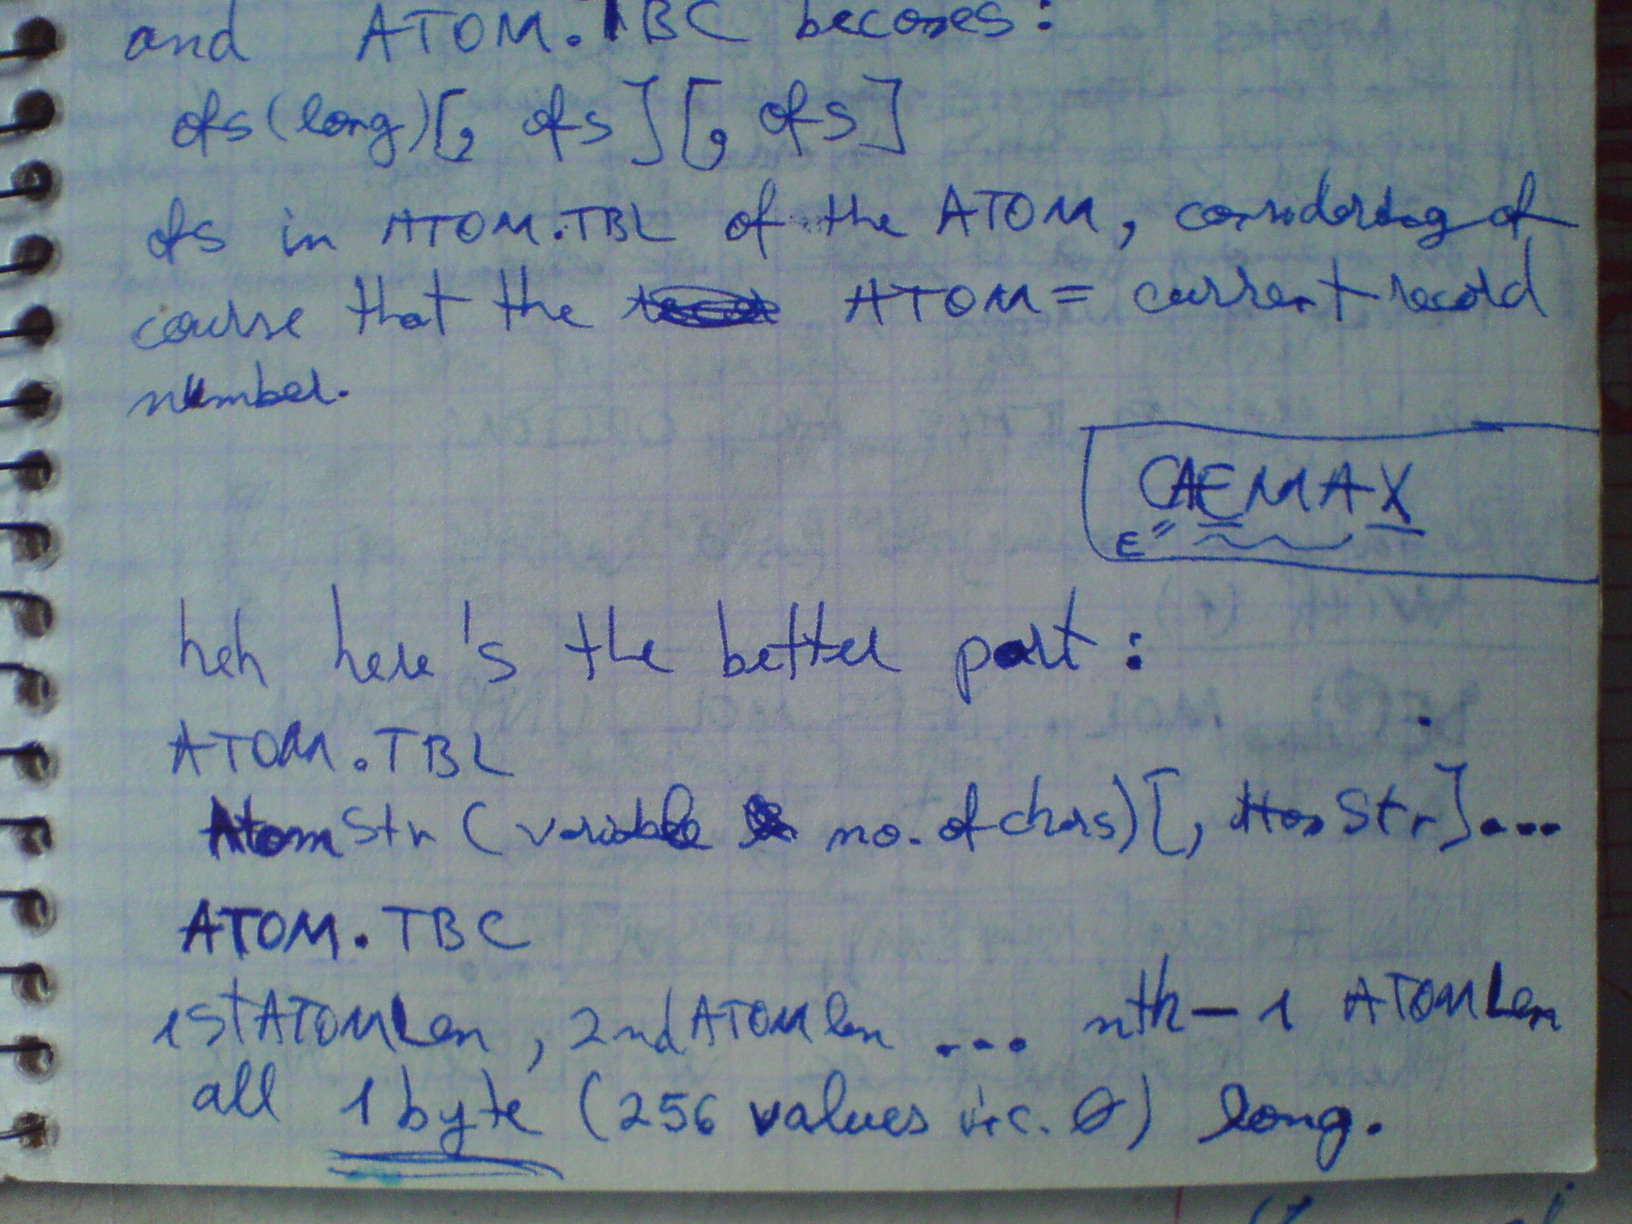 and ATOM.TBC becomes:
ofs(long)[, ofs][, ofs]
ofs in ATOM.TBL of the ATOM, considering of
course that the ATOM = current record
number.
CAEMAX
E
heh here's the better part:
ATOM.TBL
AtomStr (variable no. of chars)[, AtomStr]...
ATOM.TBC
1stATOMLen, 2ndATOMlen ... nth-1 ATOMLen
all 1 byte (256 values inc. 0) long.